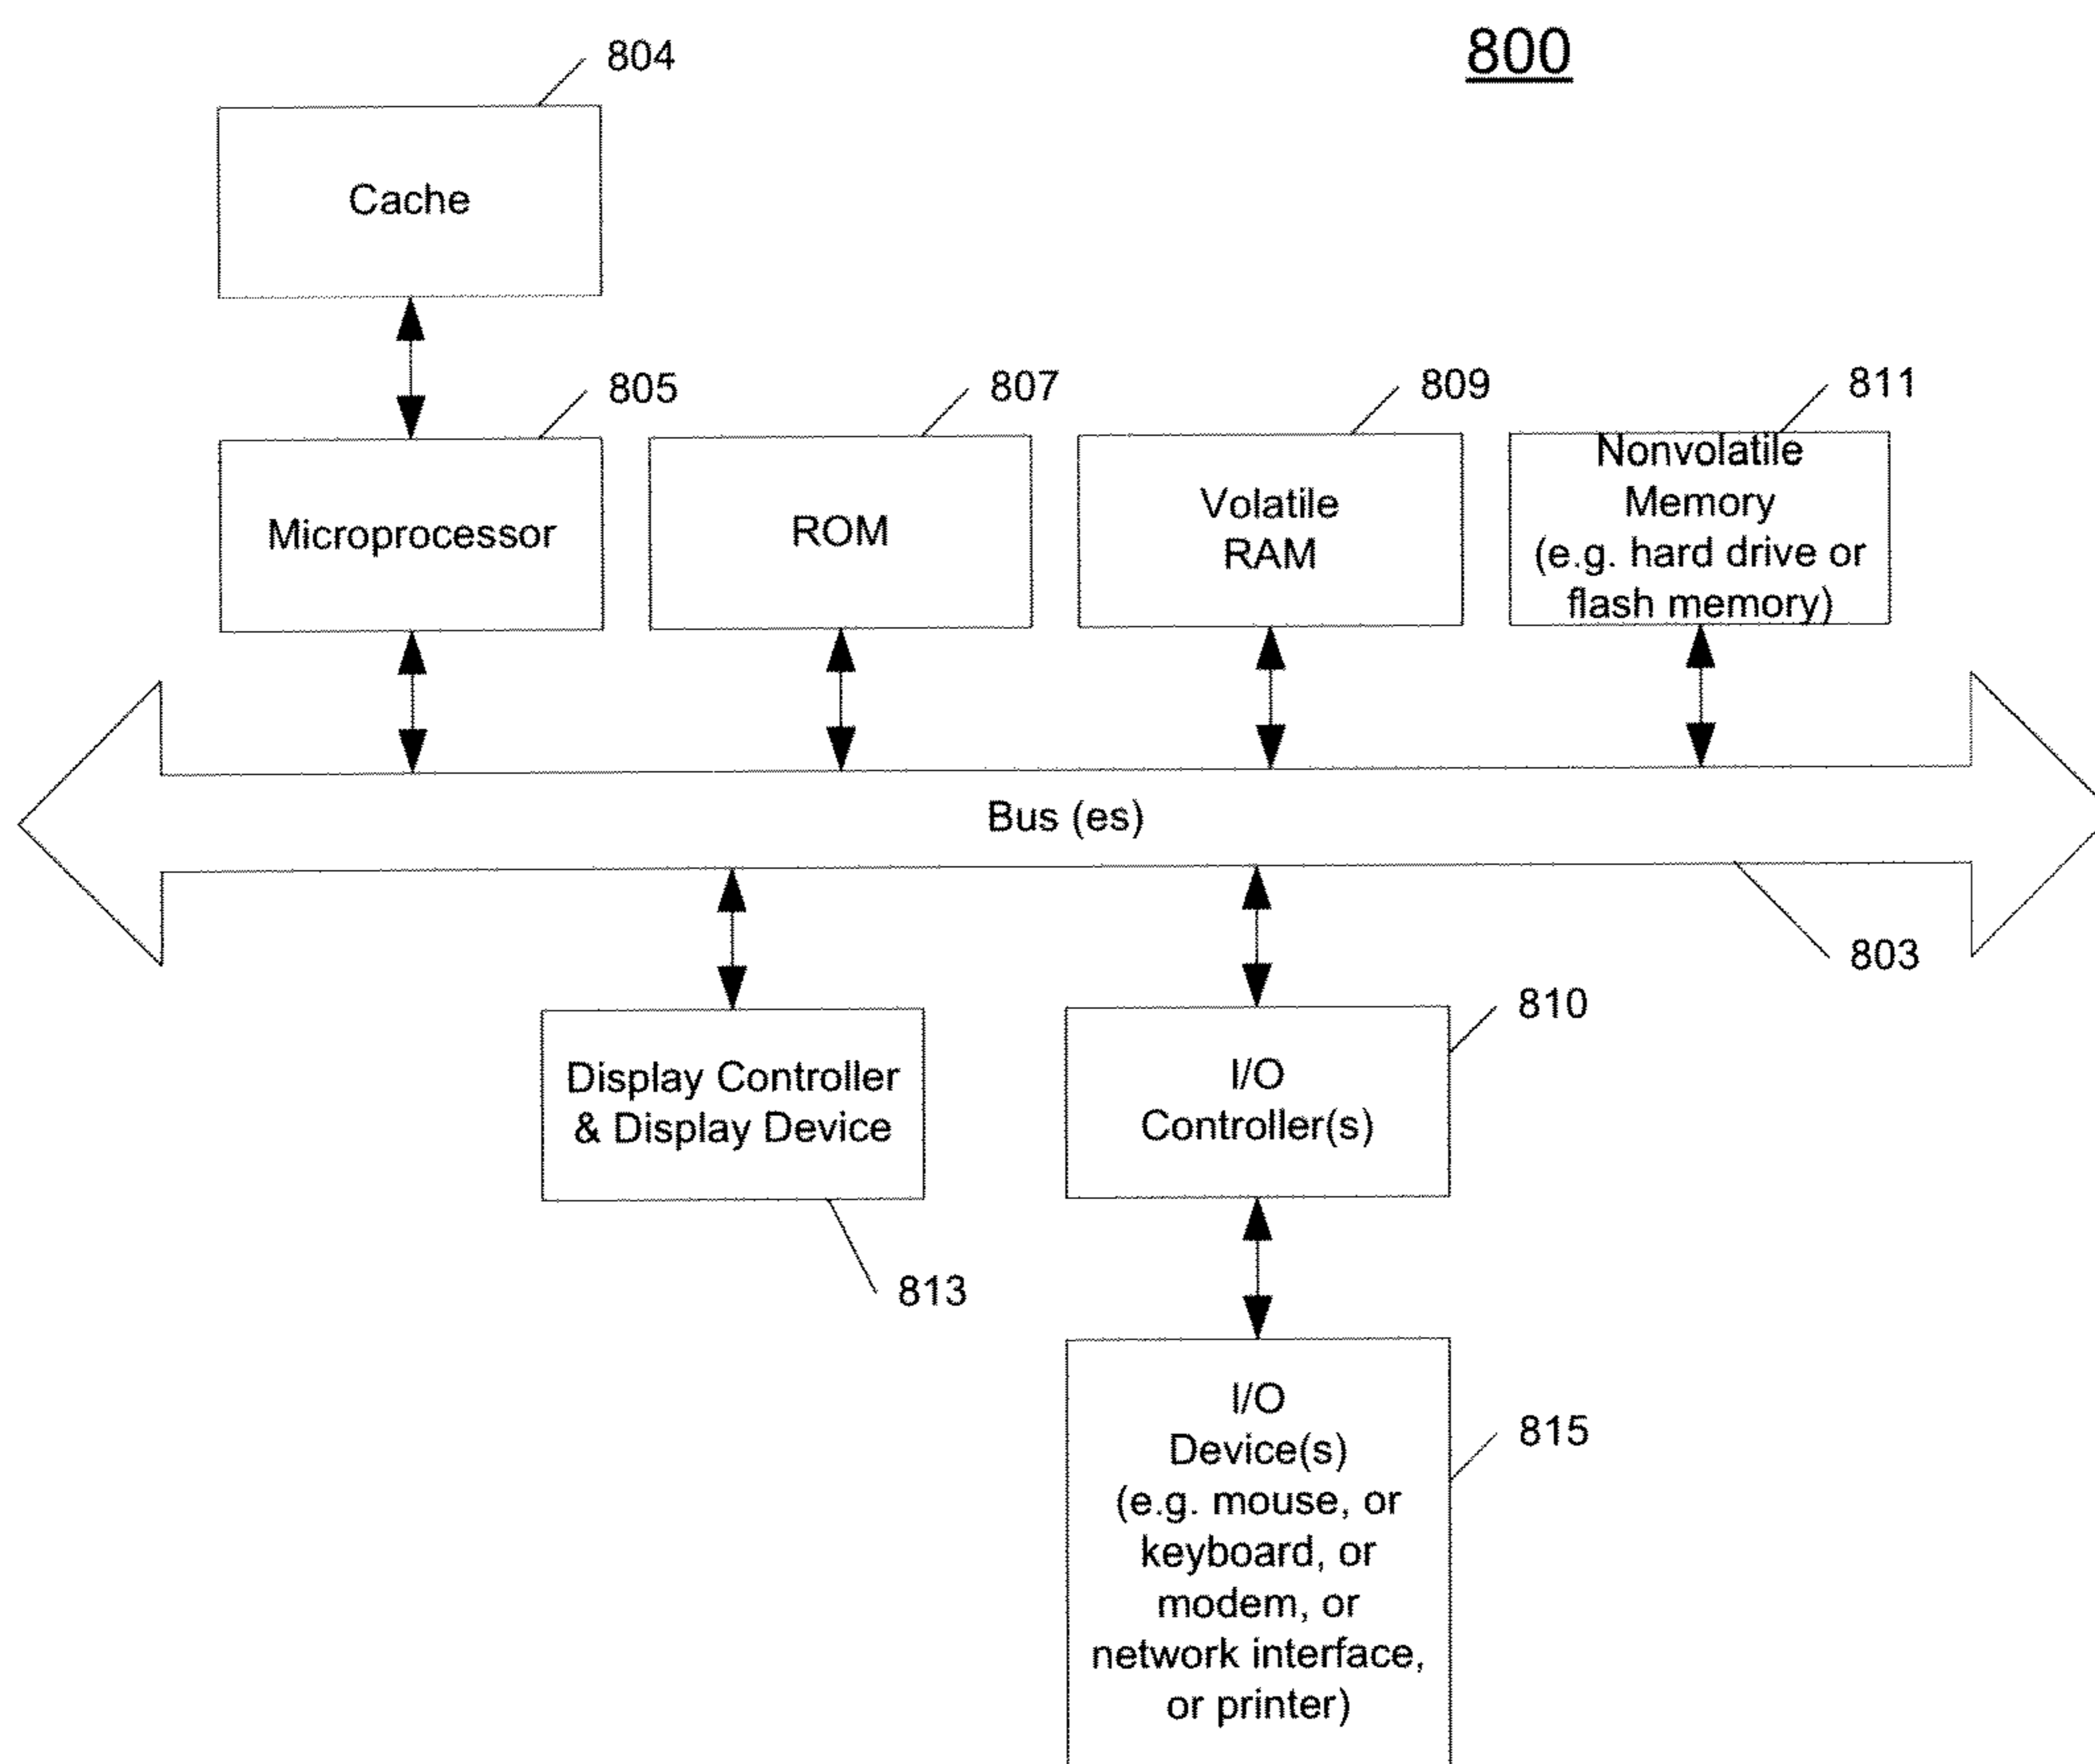 800
804
Cache
805
807
809
811
Microprocessor
ROM
Volatile
RAM
Nonvolatile
Memory
(e.g. hard drive or
flash memory)
Bus (es)
803
Display Controller
& Display Device
813
810
I/O
Controller(s)
815
I/O
Device(s)
(e.g. mouse, or
keyboard, or
modem, or
network interface,
or printer)